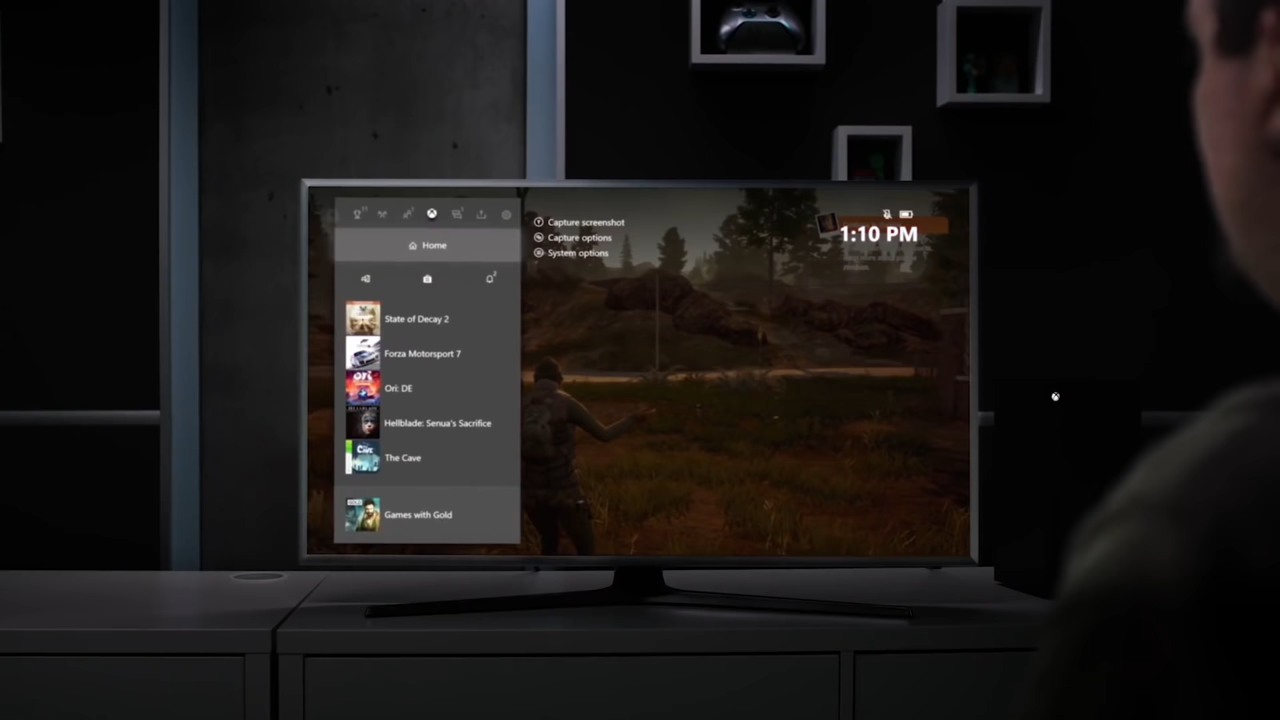 Home
2
State of Decay 2
Forza Motorsport 7
Ori: DE
Hellblade: Senua's Sacrifice
The Cave
Games with Gold
Capture screenshot
Capture options
System options
1:10 PM